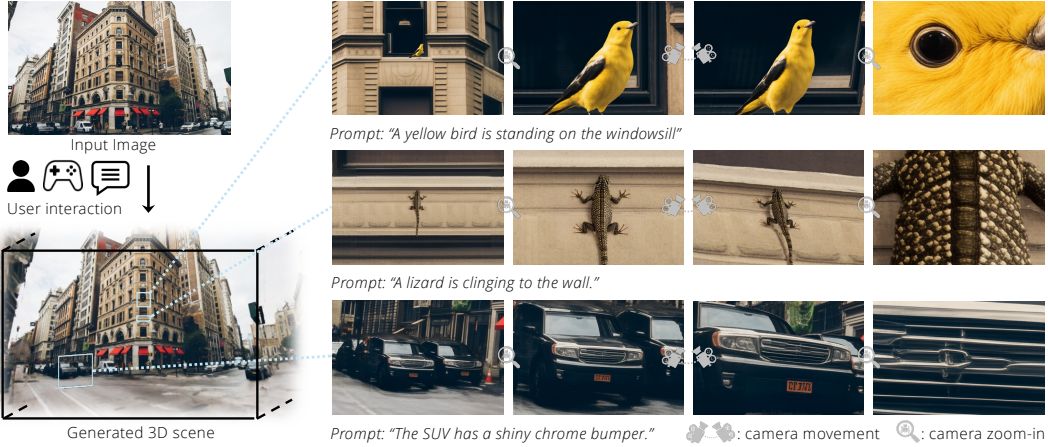 Input Image
User interaction
Generated 3D scene
Prompt: “A yellow bird is standing on the windowsill”
Prompt: “A lizard is clinging to the wall.”
Prompt: “The SUV has a shiny chrome bumper.”
: camera movement
: camera zoom-in